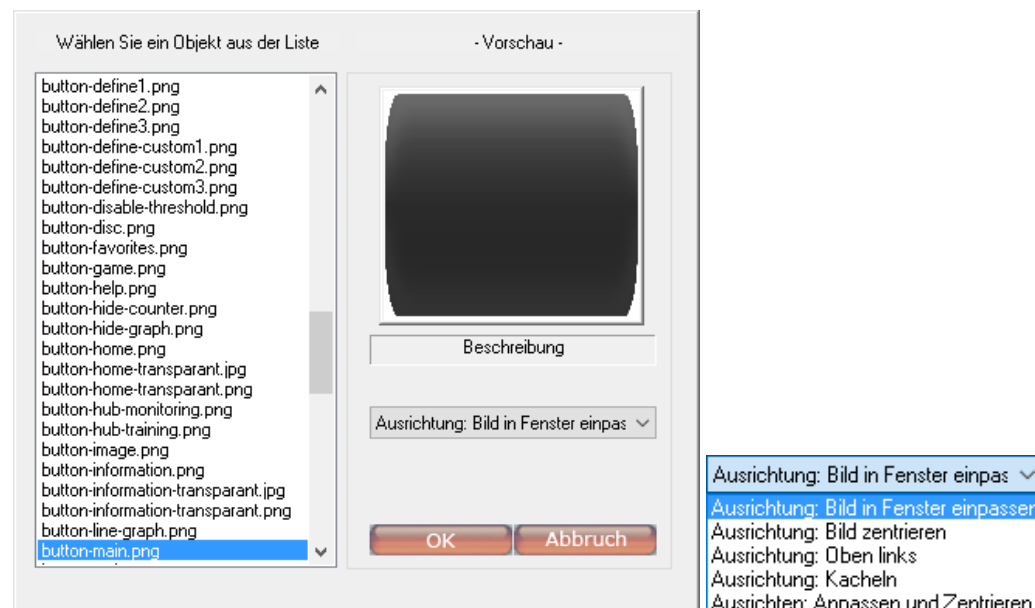 Wählen Sie ein Objekt aus der Liste
- Vorschau -
button-define1.png
button-define2.png
button-define3.png
button-define-custom1.png
button-define-custom2.png
button-define-custom3.png
button-disable-threshold.png
button-disc.png
button-favorites.png
button-game.png
button-help.png
button-hide-counter.png
button-hide-graph.png
button-home.png
button-home-transparant.jpg
button-home-transparant.png
button-hub-monitoring.png
button-hub-training.png
button-image.png
button-information.png
button-information-transparant.jpg
button-information-transparant.png
button-line-graph.png
button-main.png
Beschreibung
Ausrichtung: Bild in Fenster einpas
OK
Abbruch
Ausrichtung: Bild in Fenster einpas
Ausrichtung: Bild in Fenster einpassen
Ausrichtung: Bild zentrieren
Ausrichtung: Oben links
Ausrichtung: Kacheln
Ausrichten: Anpassen und Zentrieren